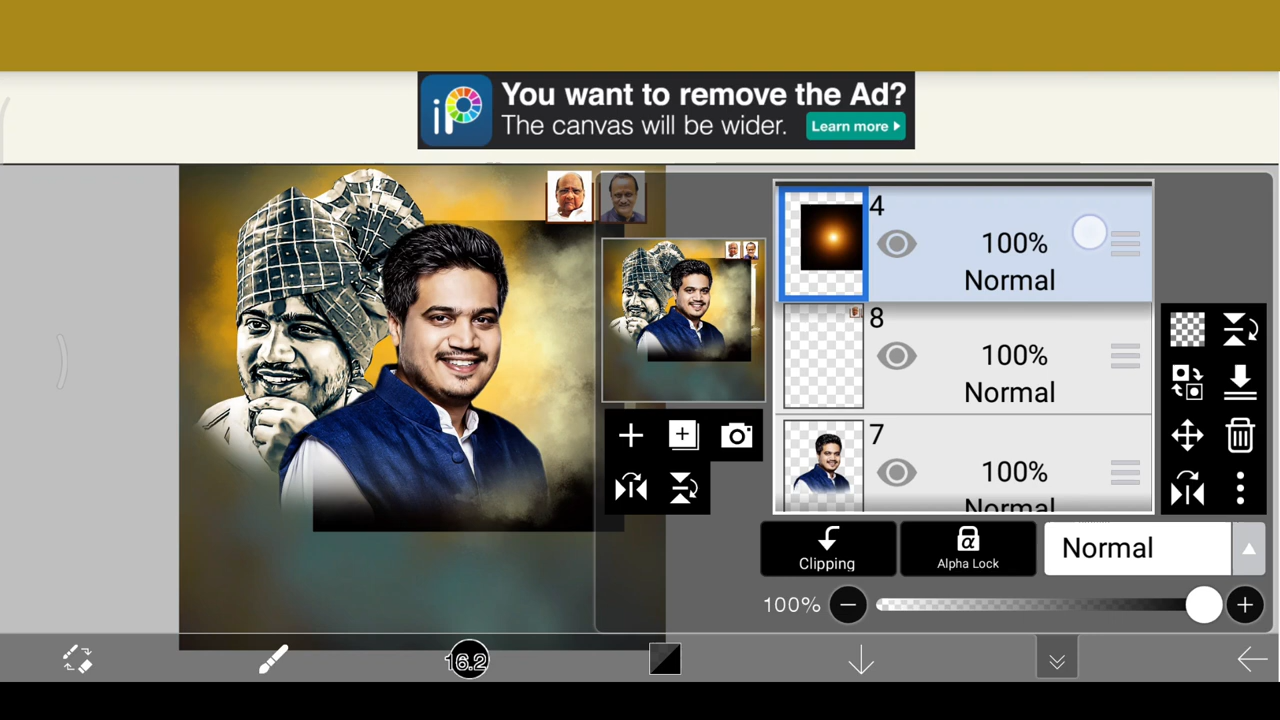 iP
You want to remove the Ad?
The canvas will be wider.
Learn more
4
100%
Normal
8
100%
Normal
7
100%
Normal
Clipping
α
Alpha Lock
Normal
100%
16.2